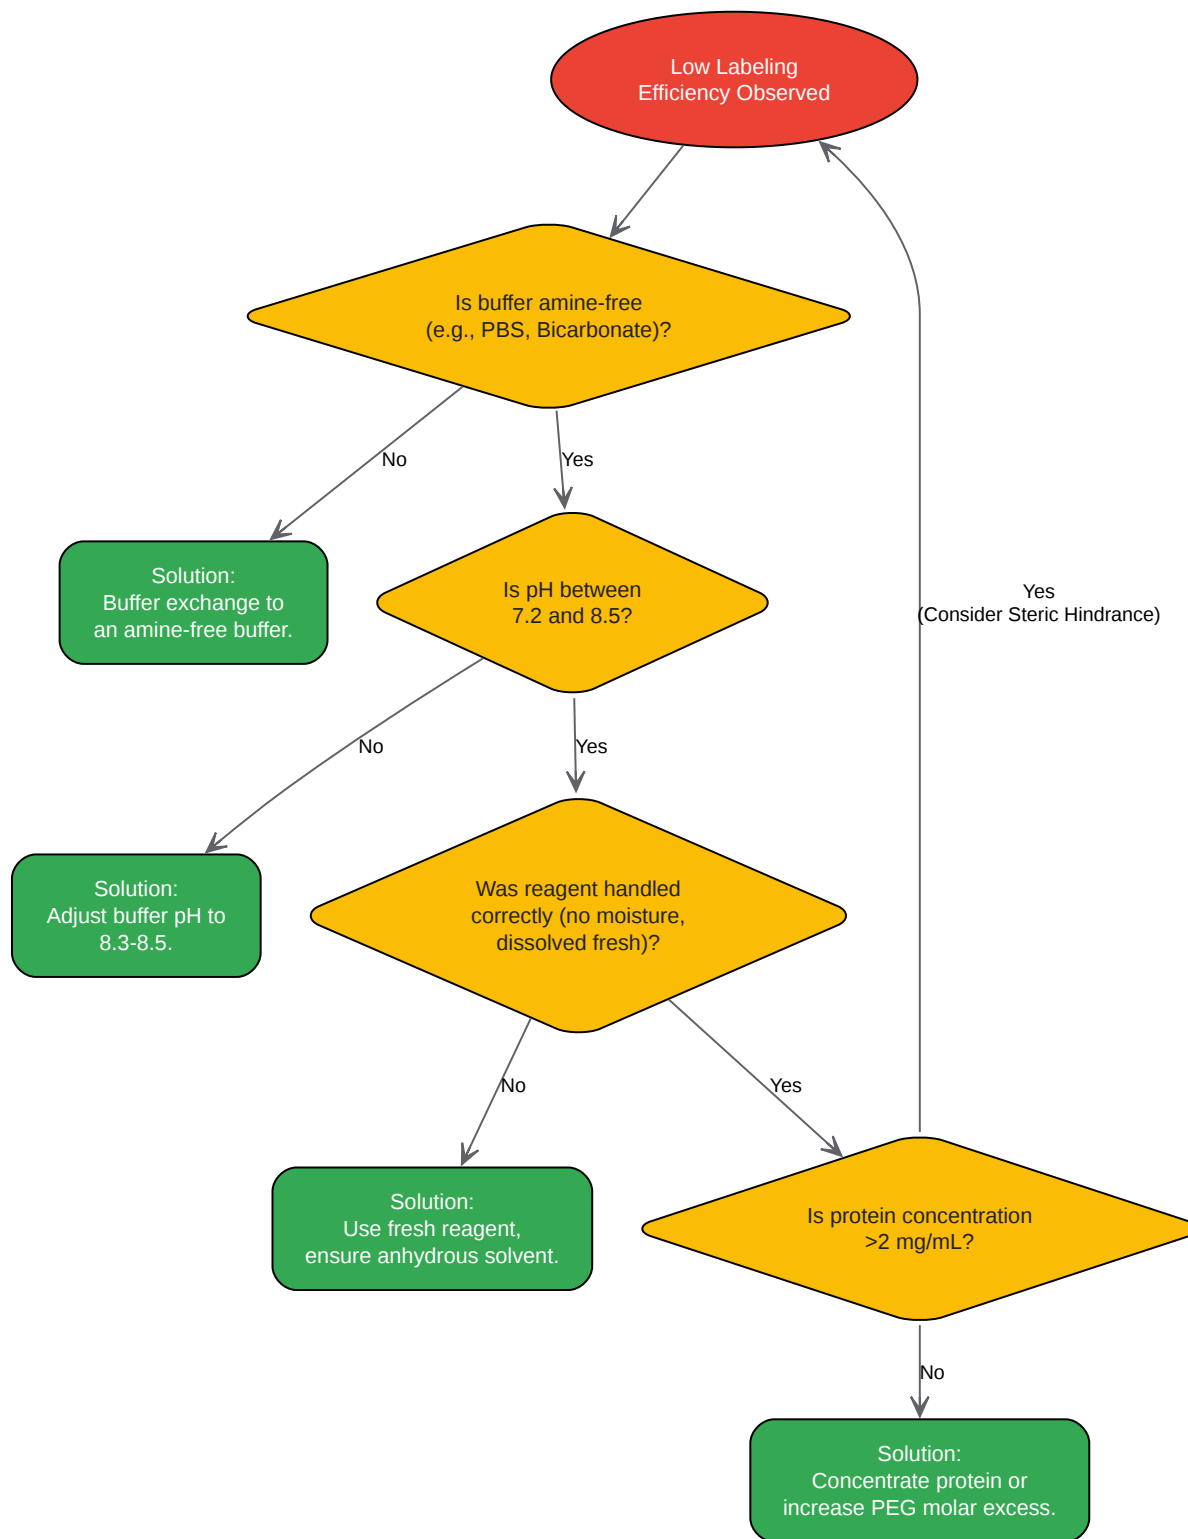 Low Labeling
Efficiency Observed
Is buffer amine-free
(e.g., PBS, Bicarbonate)?
No
Yes
Solution:
Buffer exchange to
an amine-free buffer.
Is pH between
7.2 and 8.5?
Yes
(Consider Steric Hindrance)
No
Yes
Solution:
Adjust buffer pH to
8.3-8.5.
Was reagent handled
correctly (no moisture,
dissolved fresh)?
No
Yes
Solution:
Use fresh reagent,
ensure anhydrous solvent.
Is protein concentration
>2 mg/mL?
No
Solution:
Concentrate protein or
increase PEG molar excess.